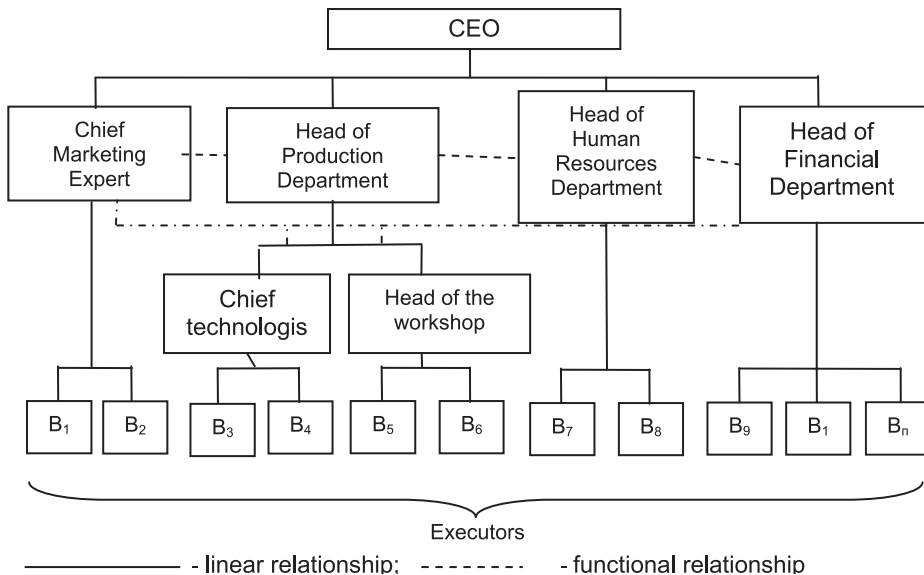 CEO
Chief
Marketing
Expert
Head of
Production
Department
Head of
Human
Resources
Department
Head of
Financial
Department
Chief
technologis
Head of the
workshop
B₁
B₂
B₃
B₄
B₅
B₆
B₇
B₈
B₉
B₁
Bₙ
Executors
- linear relationship; - functional relationship